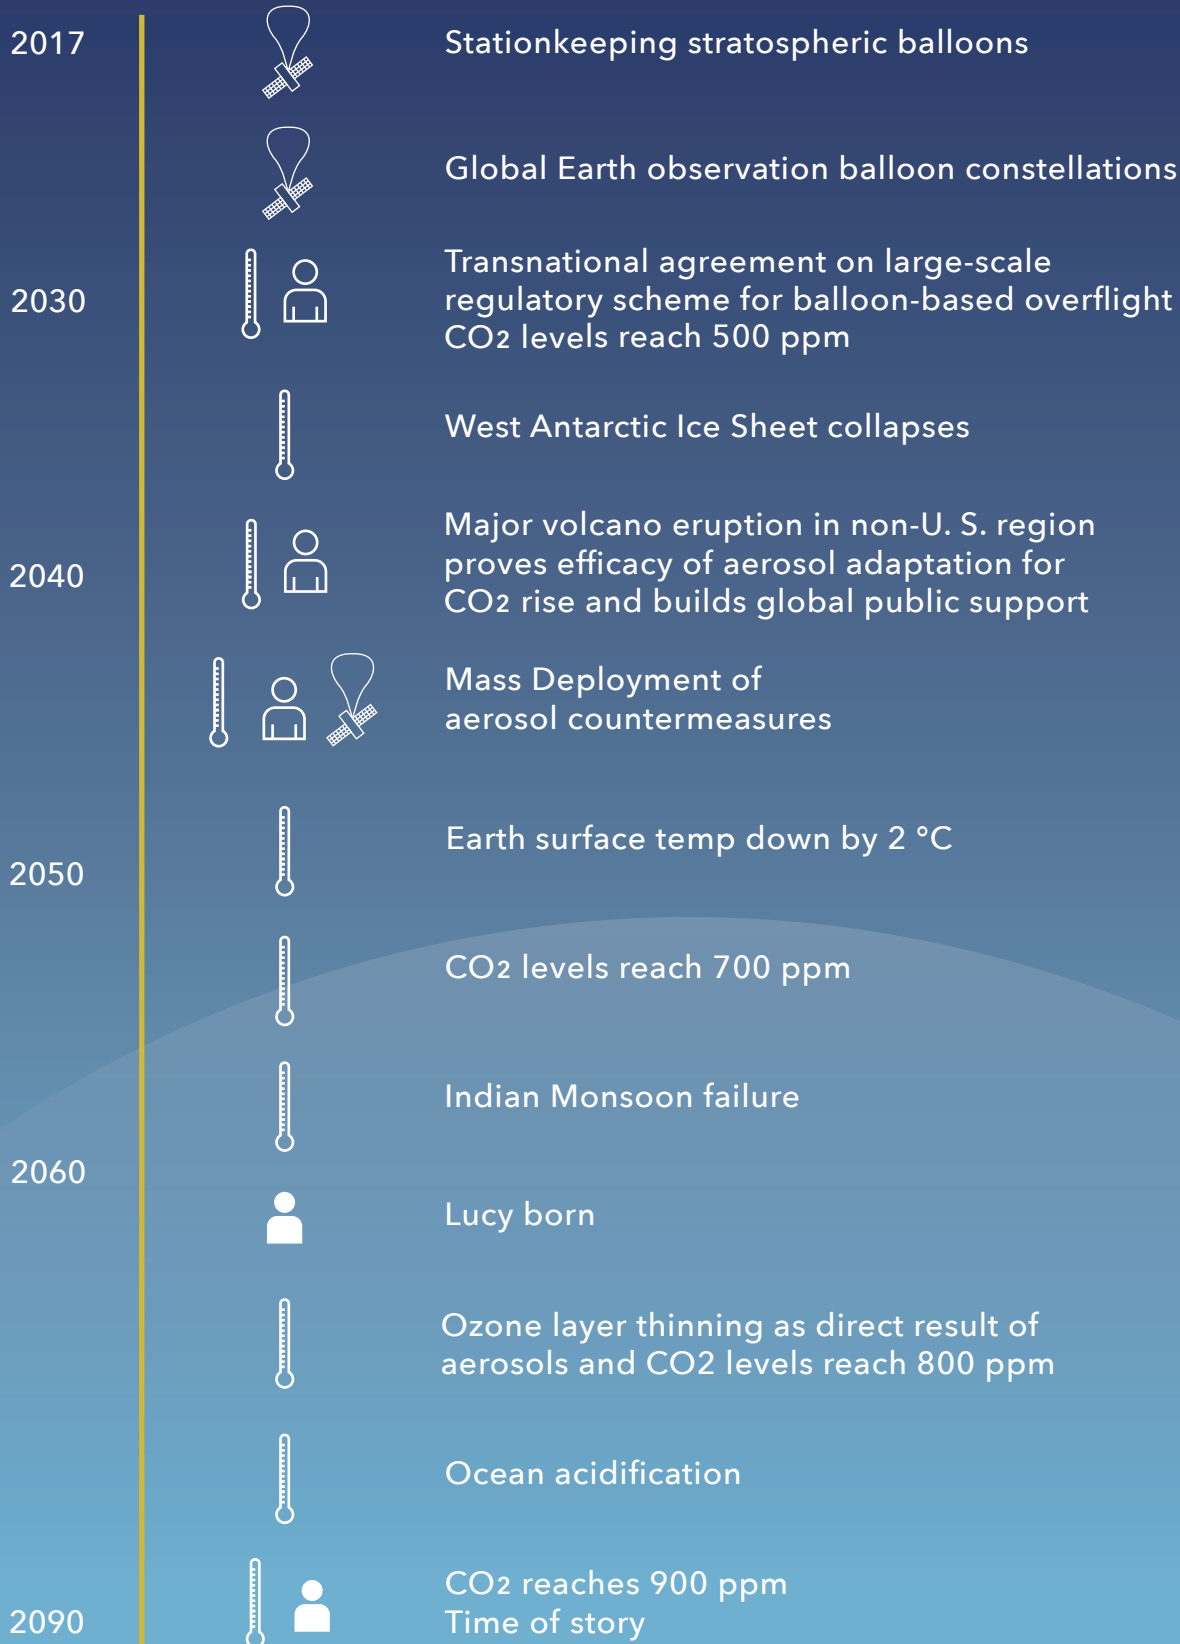 2017
Stationkeeping stratospheric balloons
Global Earth observation balloon constellations
2030
Transnational agreement on large-scale
regulatory scheme for balloon-based overflight
CO2 levels reach 500 ppm
West Antarctic Ice Sheet collapses
2040
Major volcano eruption in non-U. S. region
proves efficacy of aerosol adaptation for
CO2 rise and builds global public support
Mass Deployment of
aerosol countermeasures
Earth surface temp down by 2 °C
2050
CO2 levels reach 700 ppm
Indian Monsoon failure
2060
Lucy born
Ozone layer thinning as direct result of
aerosols and CO2 levels reach 800 ppm
Ocean acidification
CO2 reaches 900 ppm
2090
Time of story